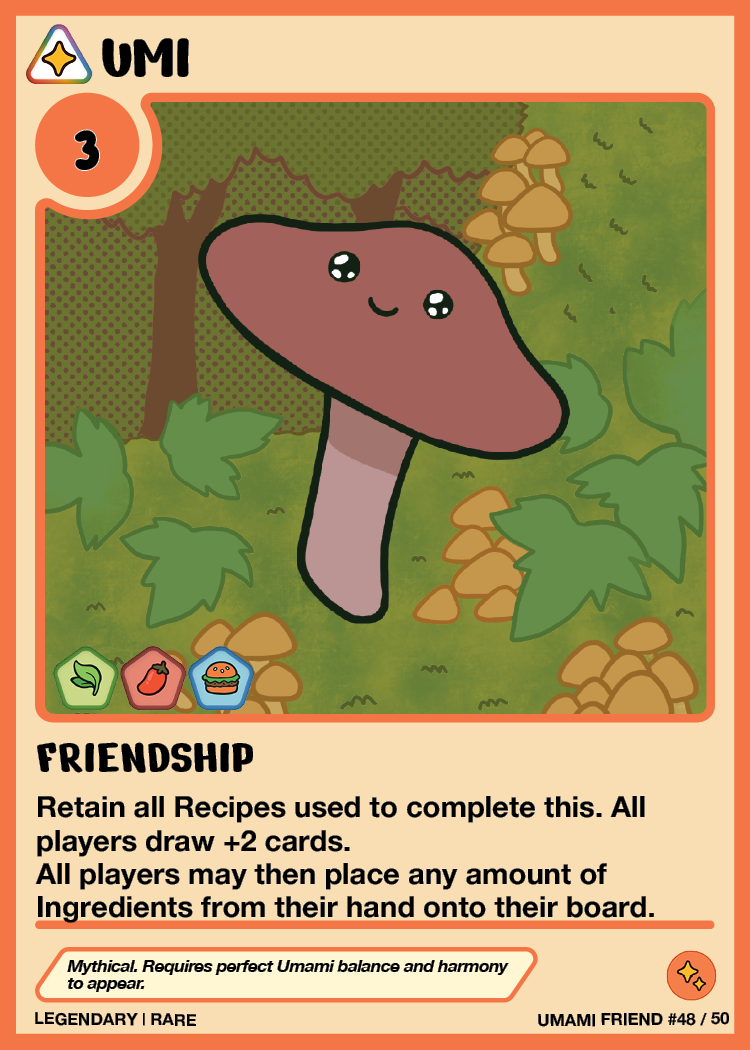 UMI
3
FRIENDSHIP
Retain all Recipes used to complete this. All
players draw +2 cards.
All players may then place any amount of
Ingredients from their hand onto their board.
Mythical. Requires perfect Umami balance and harmony
to appear.
LEGENDARY | RARE
UMAMI FRIEND #48 / 50